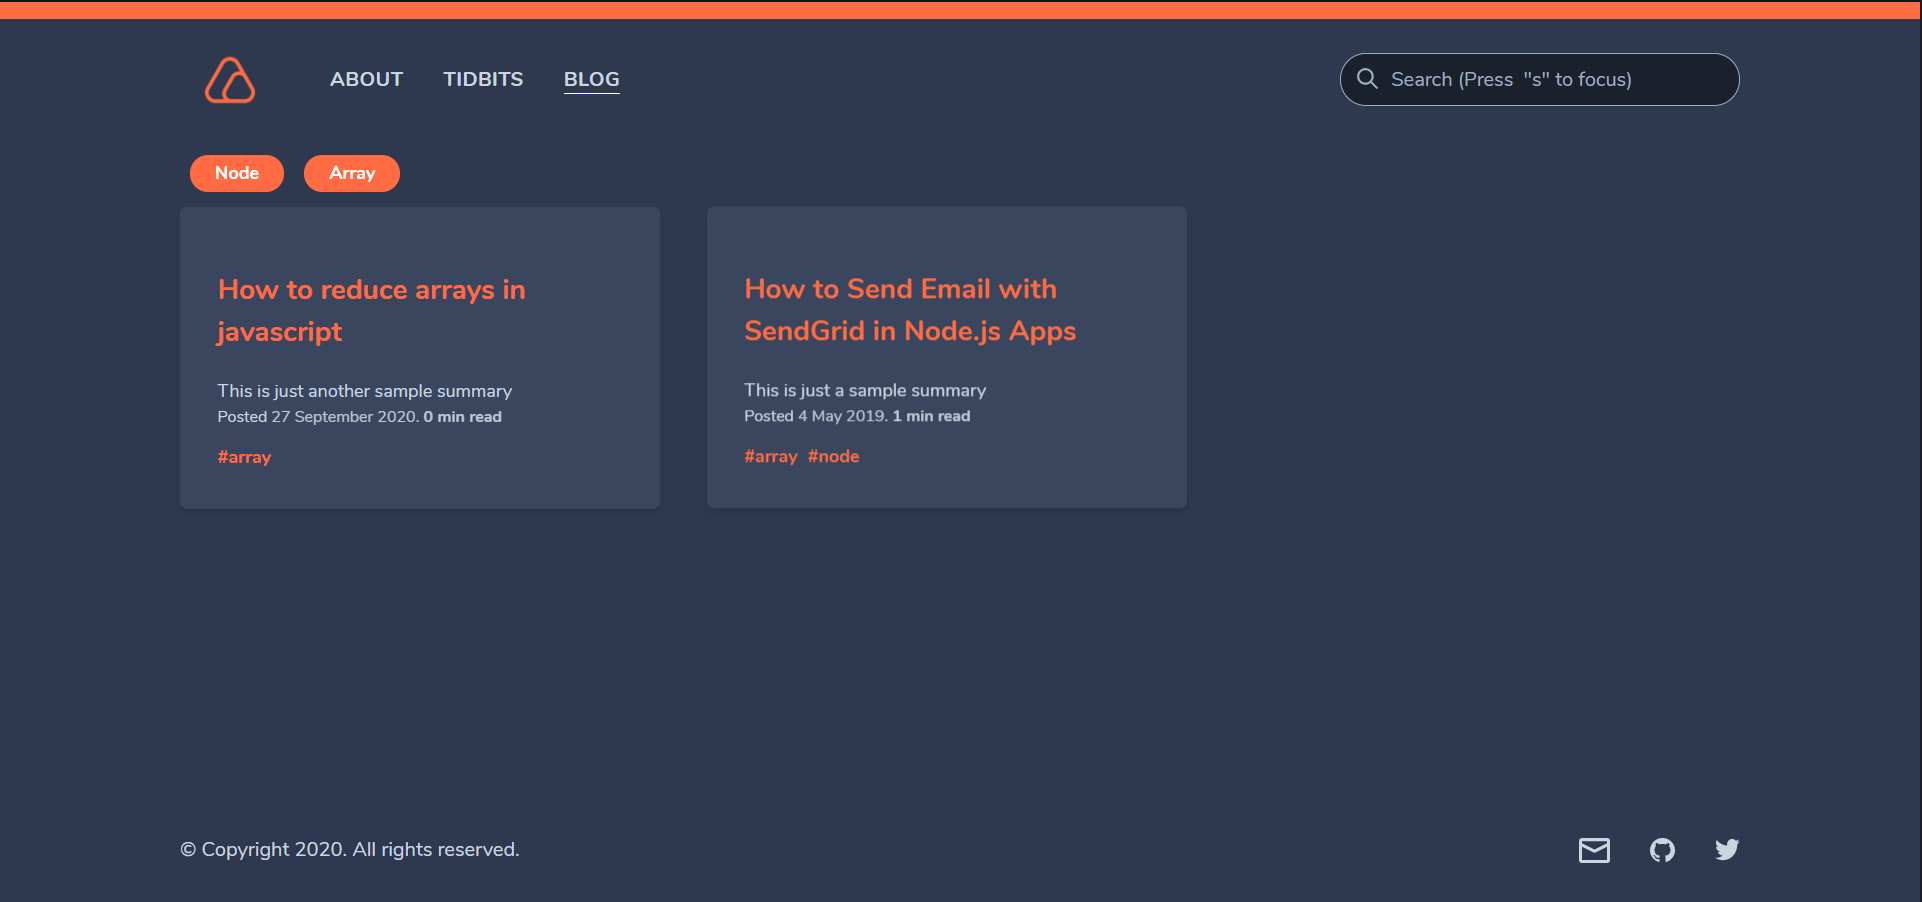 ABOUT TIDBITS BLOG Search (Press "s" to focus)
Node Array
How to reduce arrays in
javascript
This is just another sample summary
Posted 27 September 2020. 0 min read
#array
How to Send Email with
SendGrid in Node.js Apps
This is just a sample summary
Posted 4 May 2019. 1 min read
#array #node
© Copyright 2020. All rights reserved.